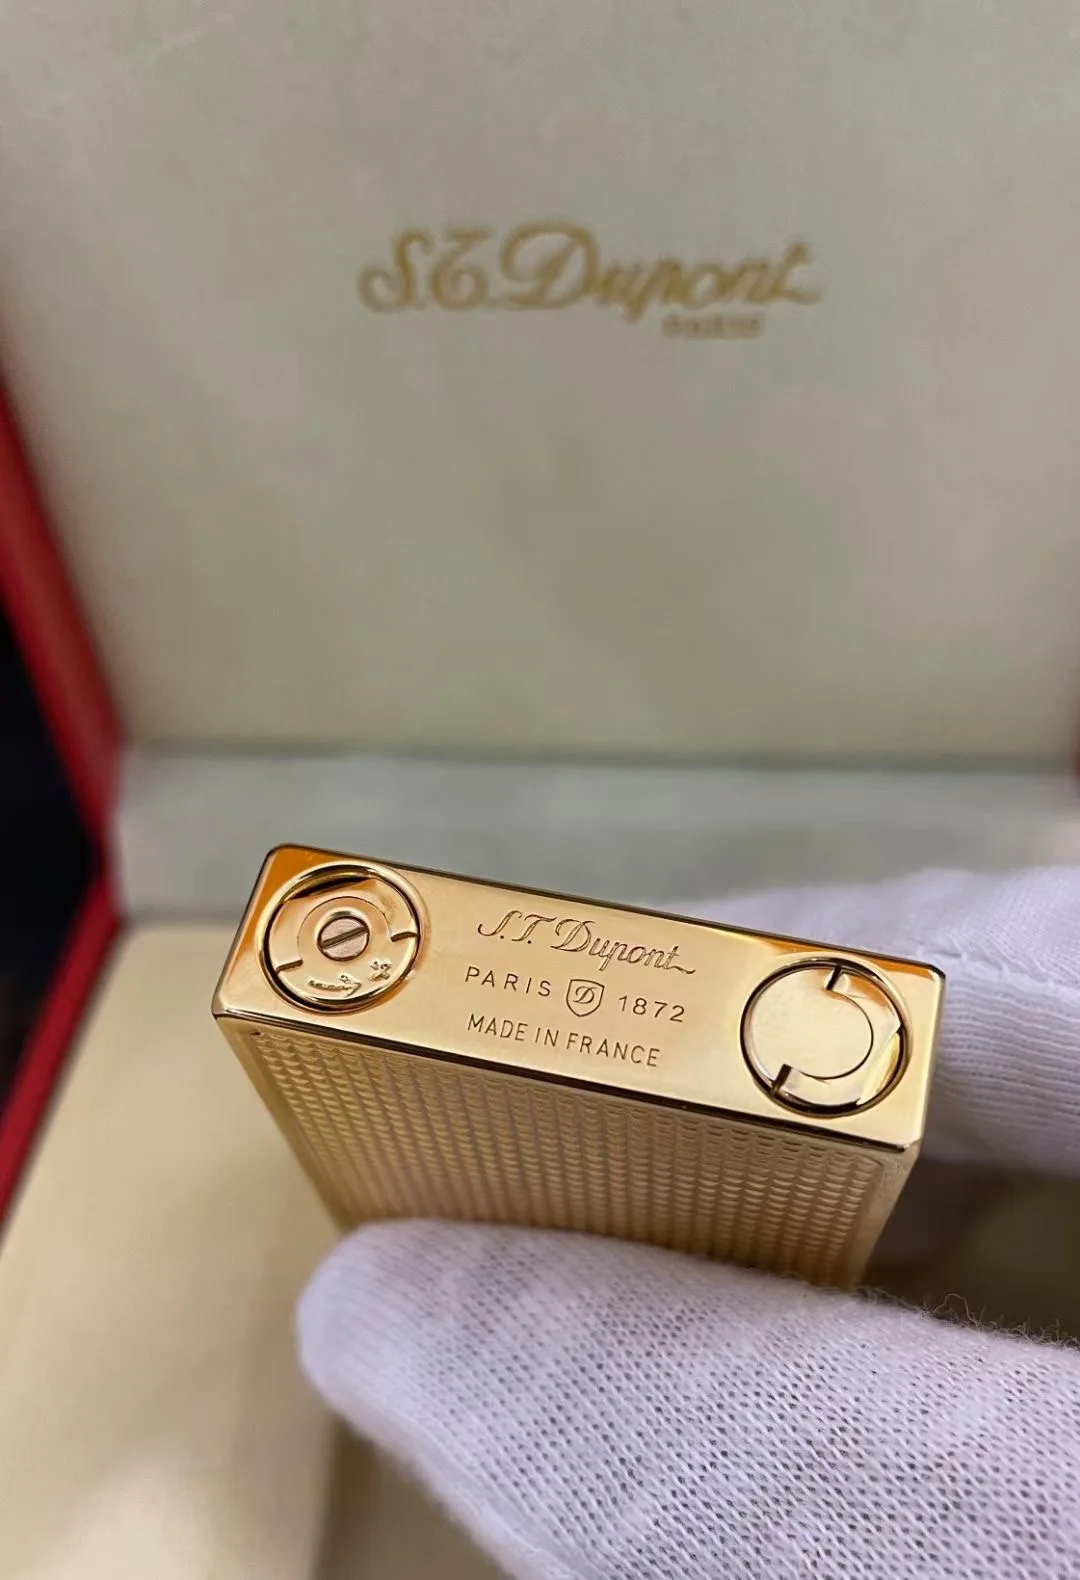 S.T. Dupont
PARIS
S.T. Dupont
PARIS D 1872
MADE IN FRANCE